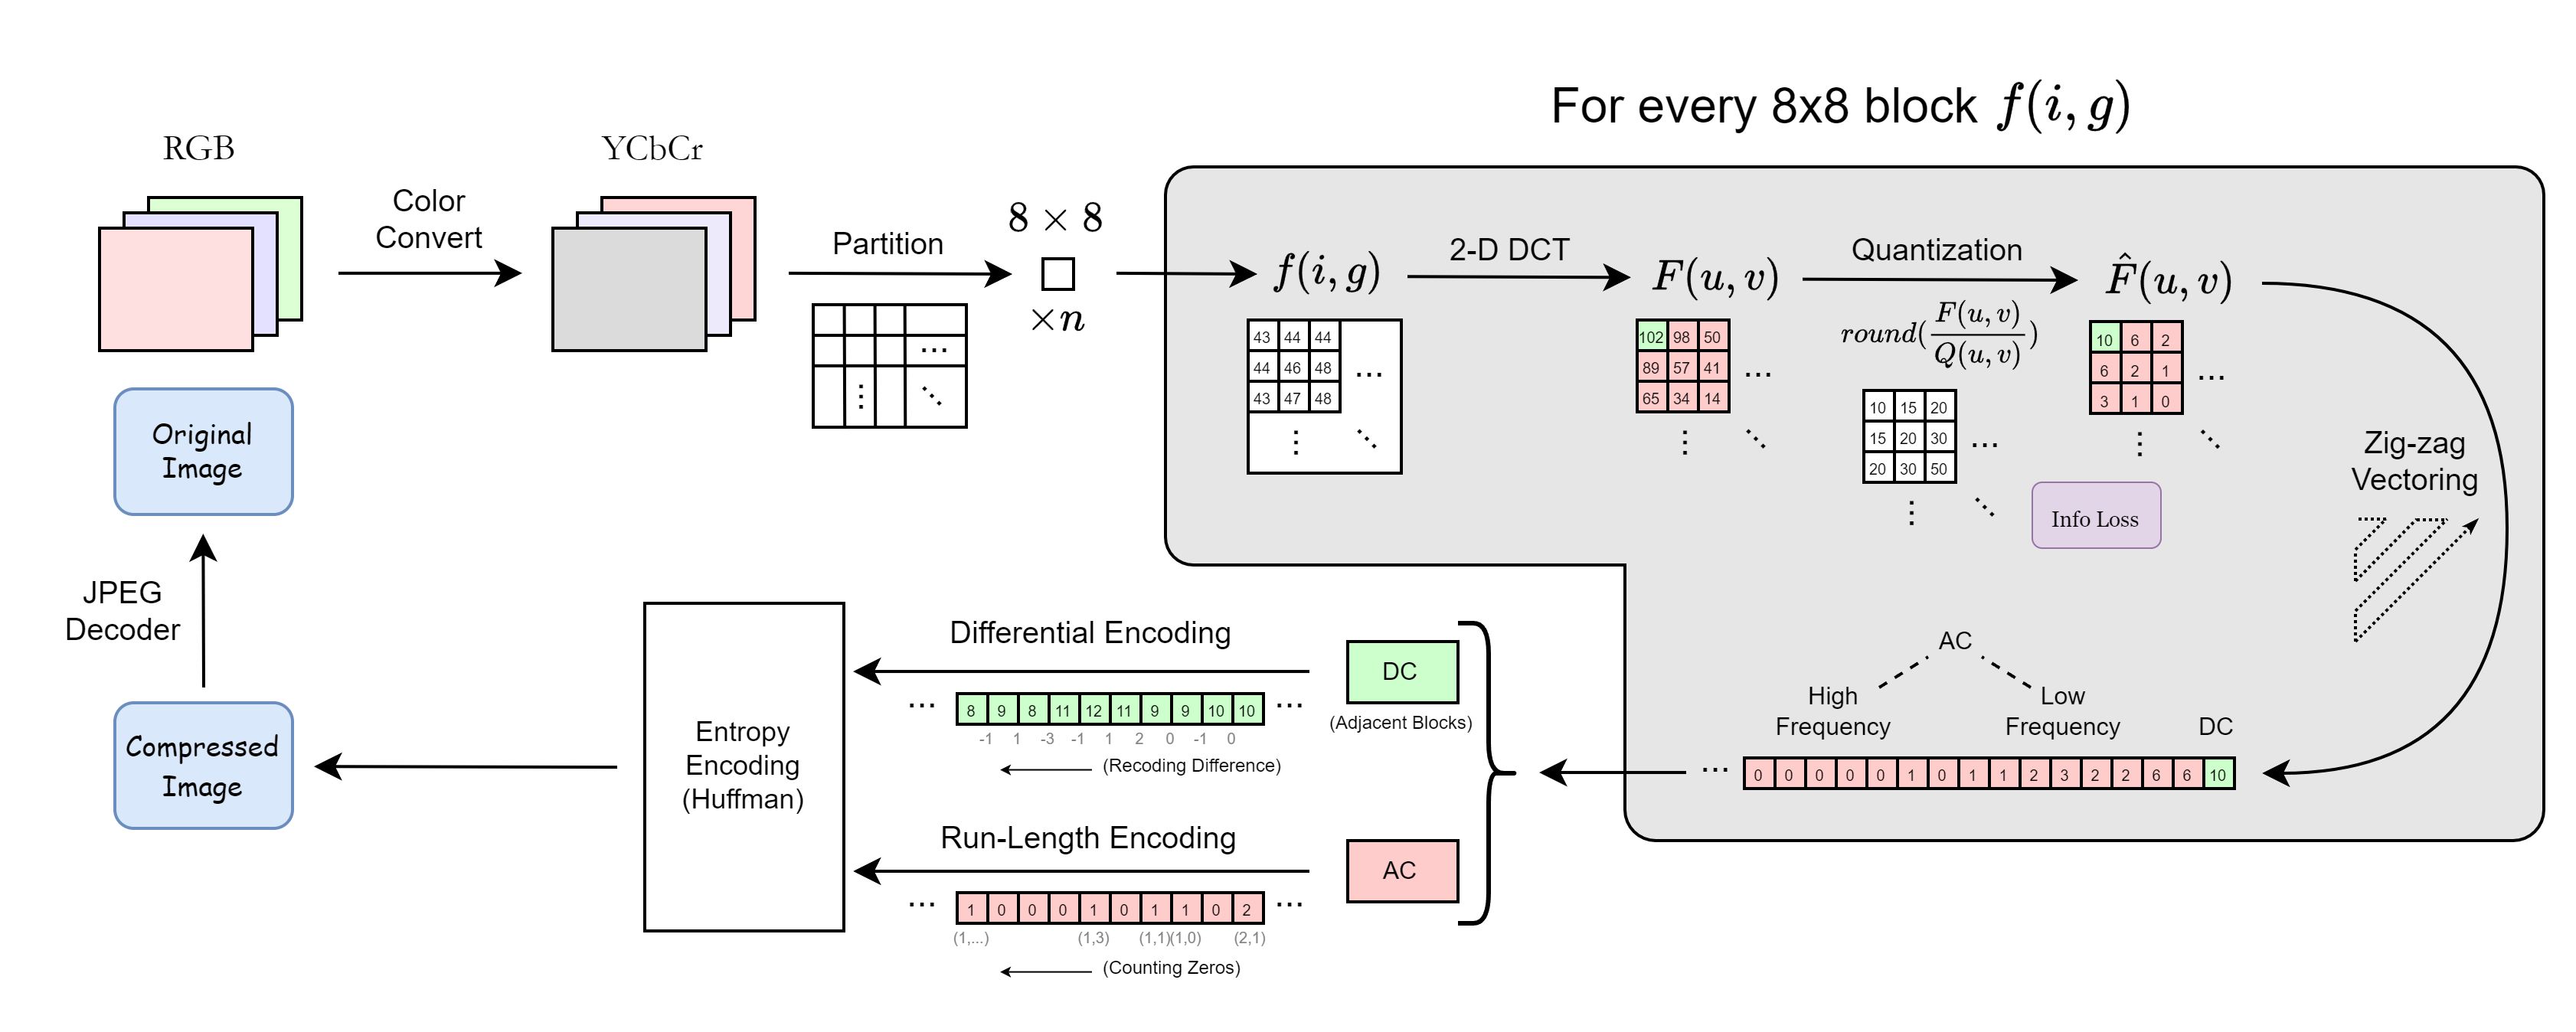 For every 8x8 block f(i, g)
RGB
Color
Convert
YCbCr
Partition
...
⋮
⋱
8 × 8
×n
f(i, g)
43 44 44
44 46 48 ...
43 47 48
⋮ ⋱
2-D DCT
F(u, v)
102 98 50
89 57 41 ...
65 34 14
⋮ ⋱
Quantization
round(F(u, v)/Q(u, v))
10 15 20
15 20 30 ...
20 30 50
⋮ ⋱
Info Loss
F̂(u, v)
10 6 2
6 2 1 ...
3 1 0
⋮ ⋱
Zig-zag
Vectoring
AC
High
Frequency
Low
Frequency
DC
... 0 0 0 0 0 1 0 1 1 2 3 2 2 6 6 10
DC
(Adjacent Blocks)
Differential Encoding
... 8 9 8 11 12 11 9 9 10 10 ...
-1 1 -3 -1 1 2 0 -1 0
(Recoding Difference)
AC
Run-Length Encoding
... 1 0 0 0 1 0 1 1 0 2 ...
(1,...) (1,3) (1,1)(1,0) (2,1)
(Counting Zeros)
Entropy
Encoding
(Huffman)
Compressed
Image
JPEG
Decoder
Original
Image